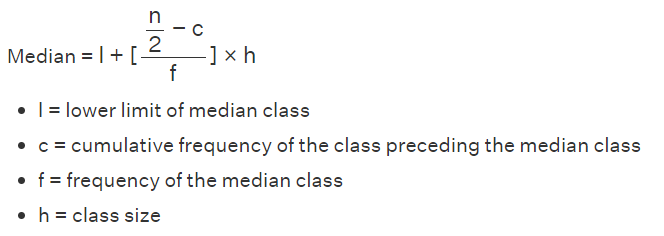 Median = l + [ (n/2 − c) / f ] × h
• l = lower limit of median class
• c = cumulative frequency of the class preceding the median class
• f = frequency of the median class
• h = class size